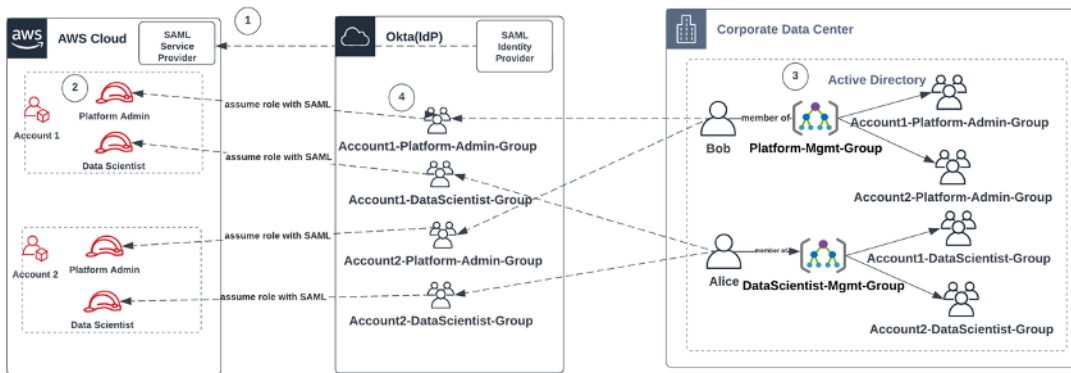 aws
AWS Cloud
SAML
Service
Provider
1
Okta(IdP)
SAML
Identity
Provider
Corporate Data Center
2
Platform Admin
Account 1
Data Scientist
assume role with SAML
assume role with SAML
4
Account1-Platform-Admin-Group
Account1-DataScientist-Group
3
Active Directory
Bob
member of
Platform-Mgmt-Group
Account1-Platform-Admin-Group
Account2-Platform-Admin-Group
Account 2
Platform Admin
Data Scientist
assume role with SAML
assume role with SAML
Account2-Platform-Admin-Group
Account2-DataScientist-Group
Alice
member of
DataScientist-Mgmt-Group
Account1-DataScientist-Group
Account2-DataScientist-Group